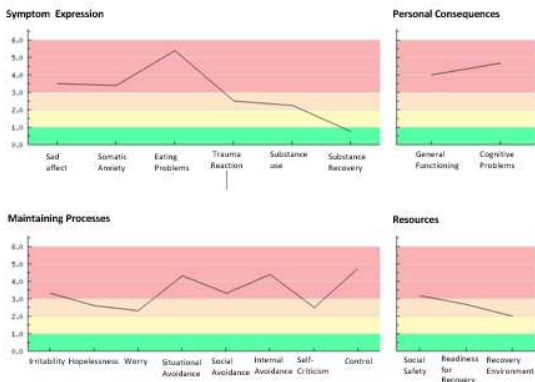 Symptom Expression
6.0
5.0
4.0
3.0
2.0
1.0
0.0
Sad
affect
Somatic
Anxiety
Eating
Problems
Trauma
Reaction
Substance
use
Substance
Recovery
Personal Consequences
General
Functioning
Cognitive
Problems
Maintaining Processes
6.0
5.0
4.0
3.0
2.0
1.0
0.0
Irritability
Hopelessness
Worry
Situational
Avoidance
Social
Avoidance
Internal
Avoidance
Self-
Criticism
Control
Resources
Social
Safety
Readiness
for
Recovery
Recovery
Environment